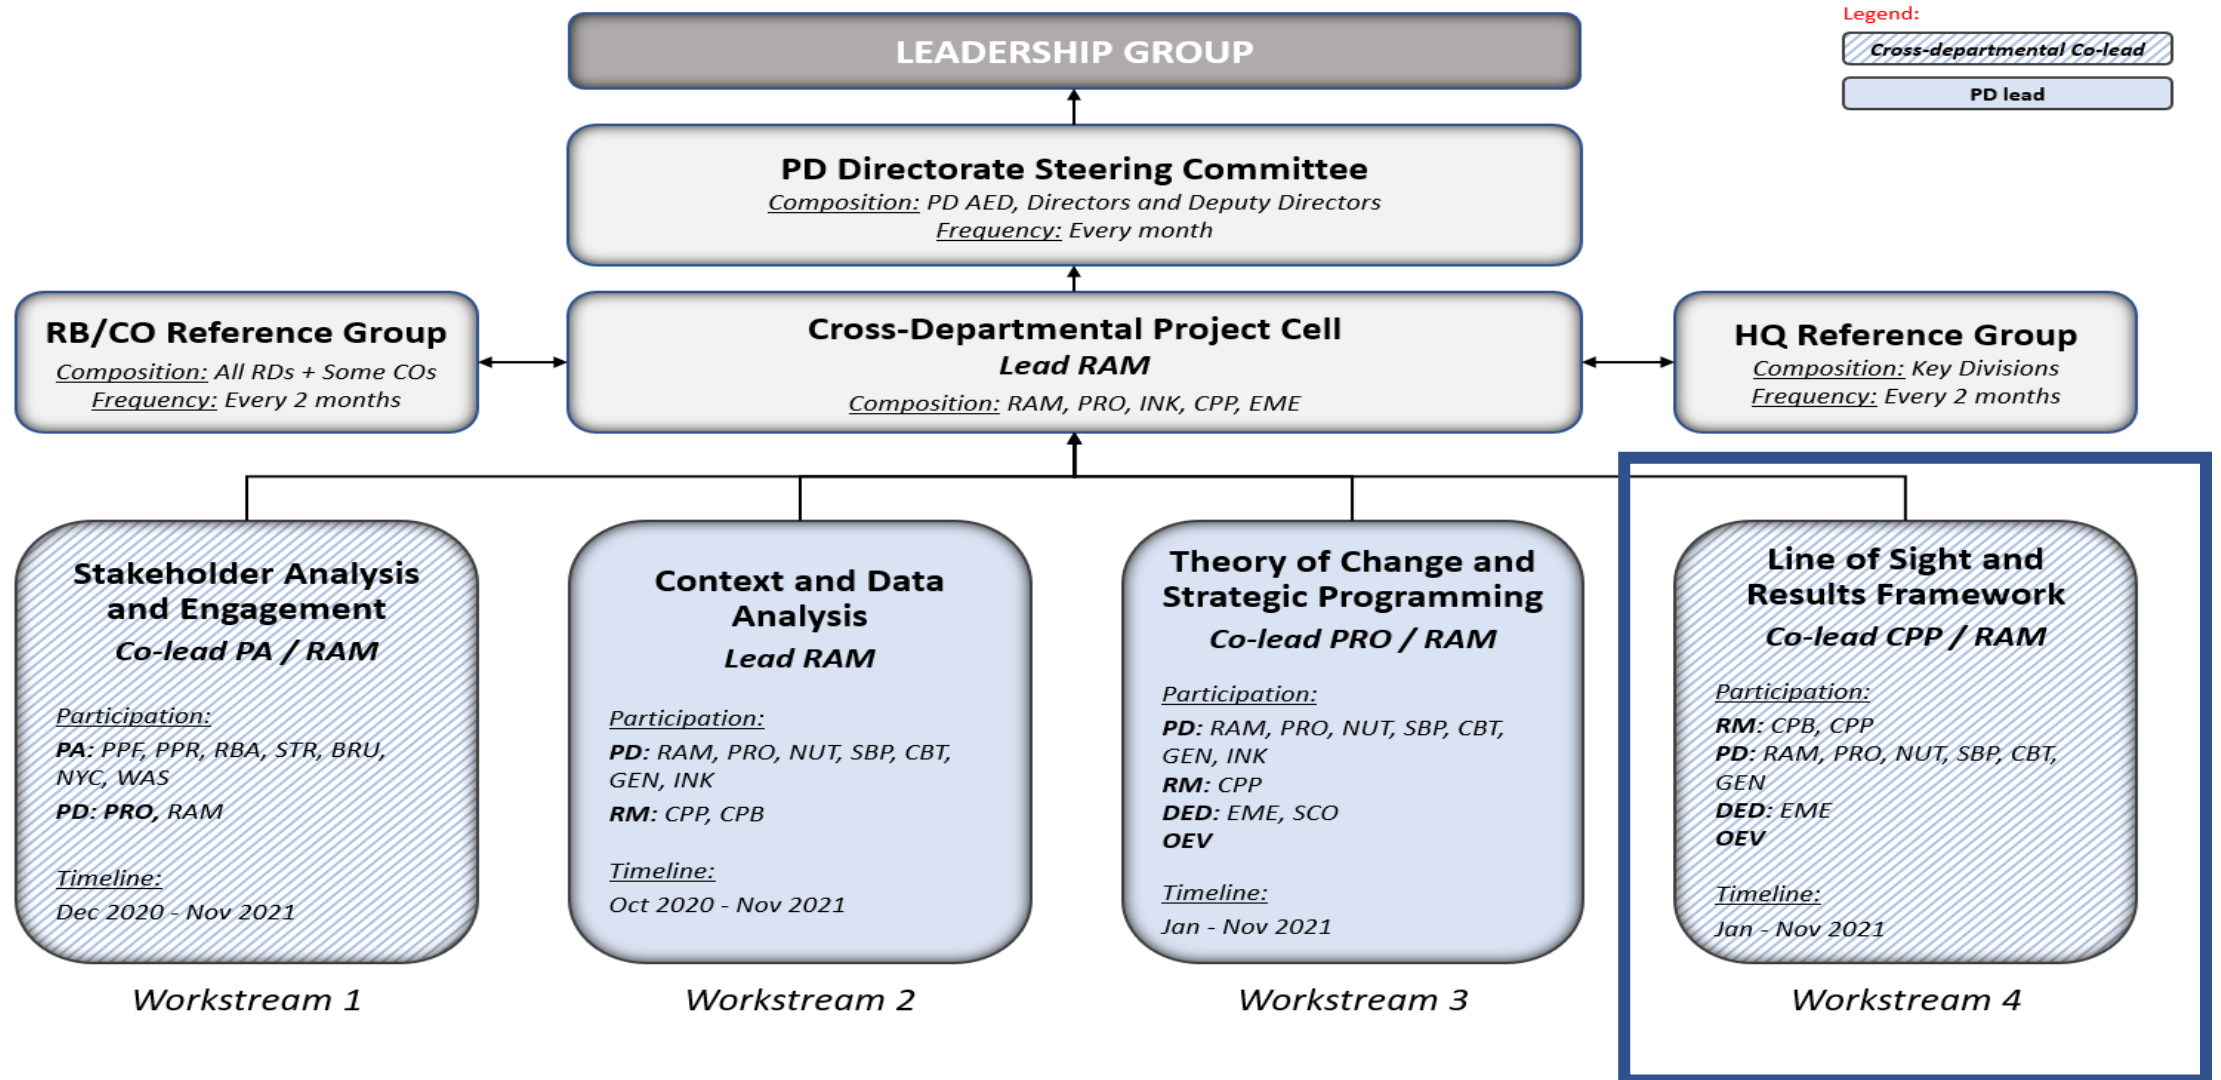 Legend:
Cross-departmental Co-lead
PD lead
LEADERSHIP GROUP
PD Directorate Steering Committee
Composition: PD AED, Directors and Deputy Directors
Frequency: Every month
RB/CO Reference Group
Composition: All RDs + Some COs
Frequency: Every 2 months
Cross-Departmental Project Cell
Lead RAM
Composition: RAM, PRO, INK, CPP, EME
HQ Reference Group
Composition: Key Divisions
Frequency: Every 2 months
Stakeholder Analysis
and Engagement
Co-lead PA / RAM
Participation:
PA: PPF, PPR, RBA, STR, BRU,
NYC, WAS
PD: PRO, RAM
Timeline:
Dec 2020 - Nov 2021
Workstream 1
Context and Data
Analysis
Lead RAM
Participation:
PD: RAM, PRO, NUT, SBP, CBT,
GEN, INK
RM: CPP, CPB
Timeline:
Oct 2020 - Nov 2021
Workstream 2
Theory of Change and
Strategic Programming
Co-lead PRO / RAM
Participation:
PD: RAM, PRO, NUT, SBP, CBT,
GEN, INK
RM: CPP
DED: EME, SCO
OEV
Timeline:
Jan - Nov 2021
Workstream 3
Line of Sight and
Results Framework
Co-lead CPP / RAM
Participation:
RM: CPB, CPP
PD: RAM, PRO, NUT, SBP, CBT,
GEN
DED: EME
OEV
Timeline:
Jan - Nov 2021
Workstream 4